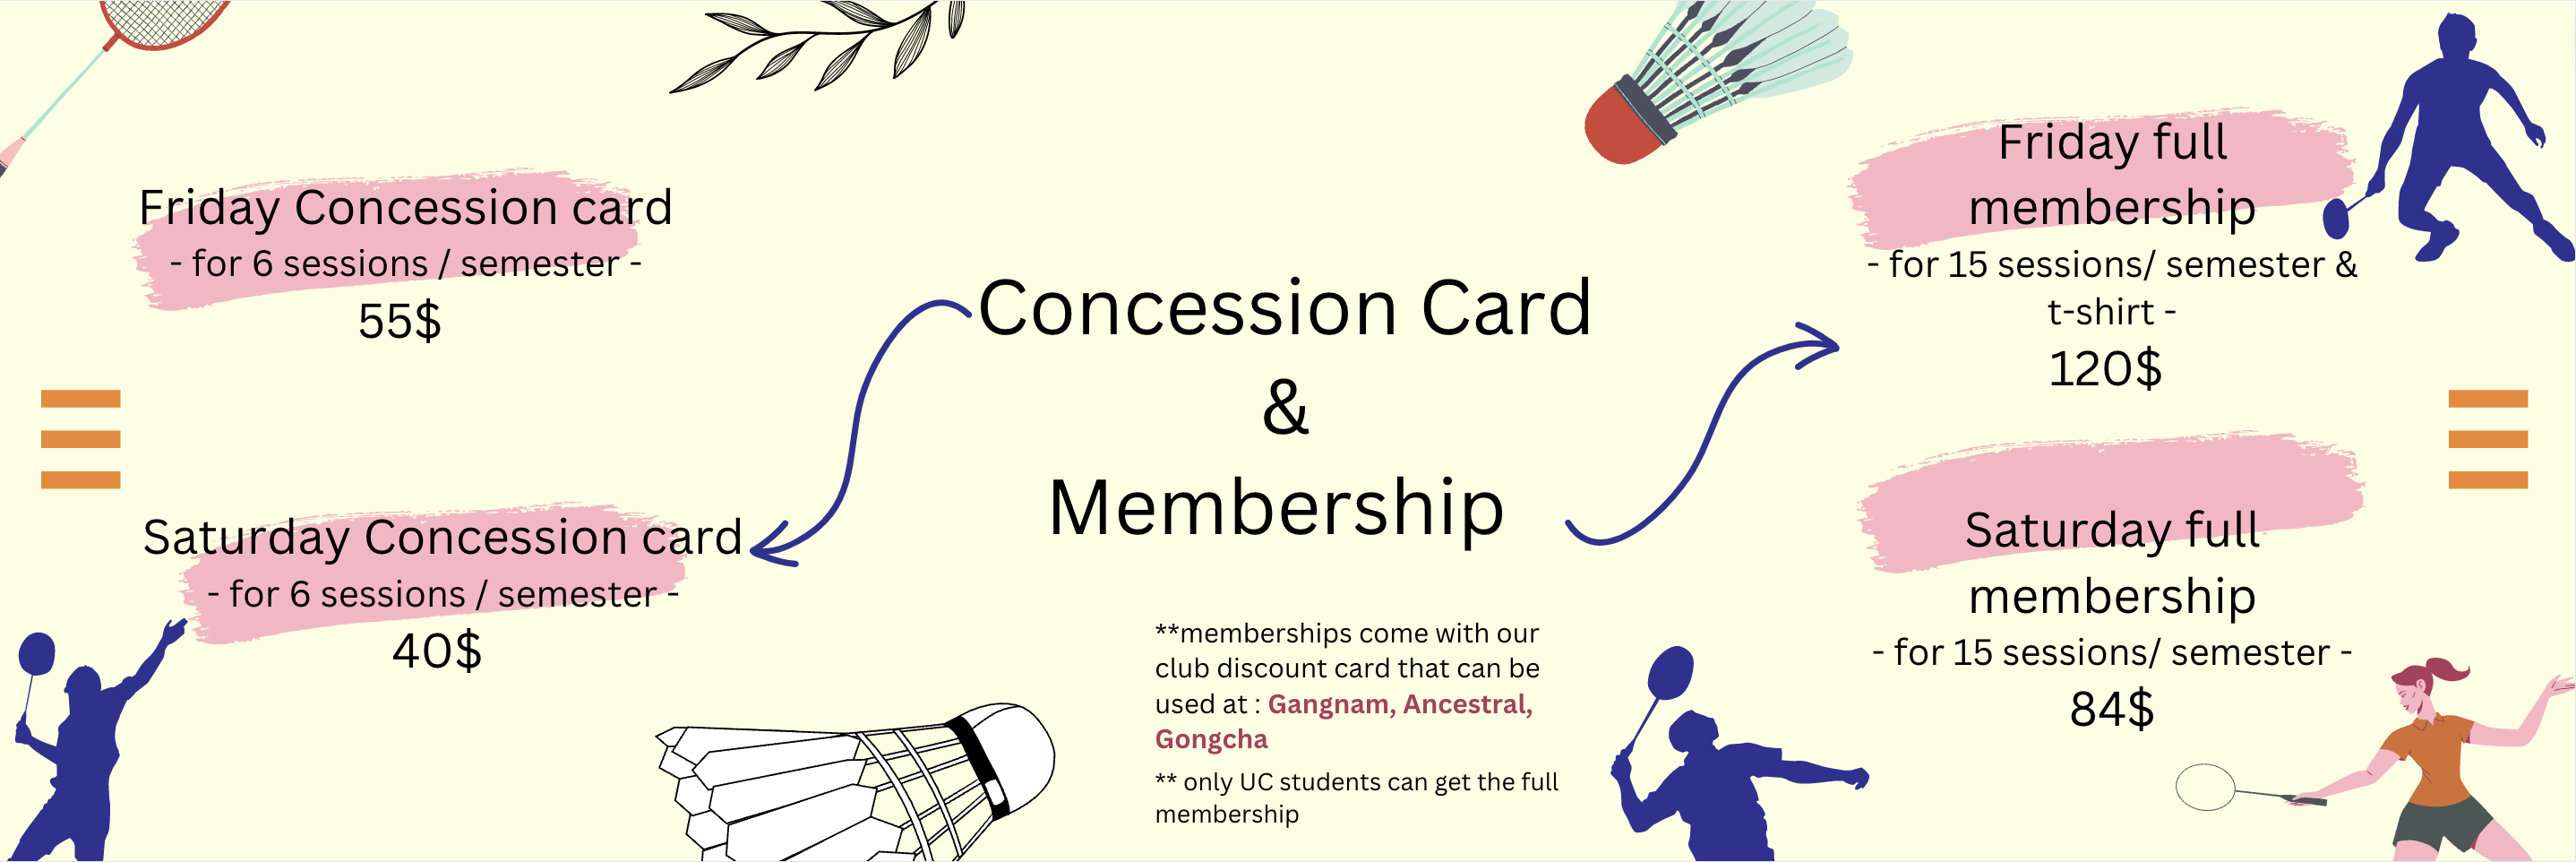 Friday Concession card
- for 6 sessions / semester -
55$
Saturday Concession card
- for 6 sessions / semester -
40$
Concession Card
&
Membership
**memberships come with our
club discount card that can be
used at : Gangnam, Ancestral,
Gongcha
** only UC students can get the full
membership
Friday full
membership
- for 15 sessions/ semester &
t-shirt -
120$
Saturday full
membership
- for 15 sessions/ semester -
84$